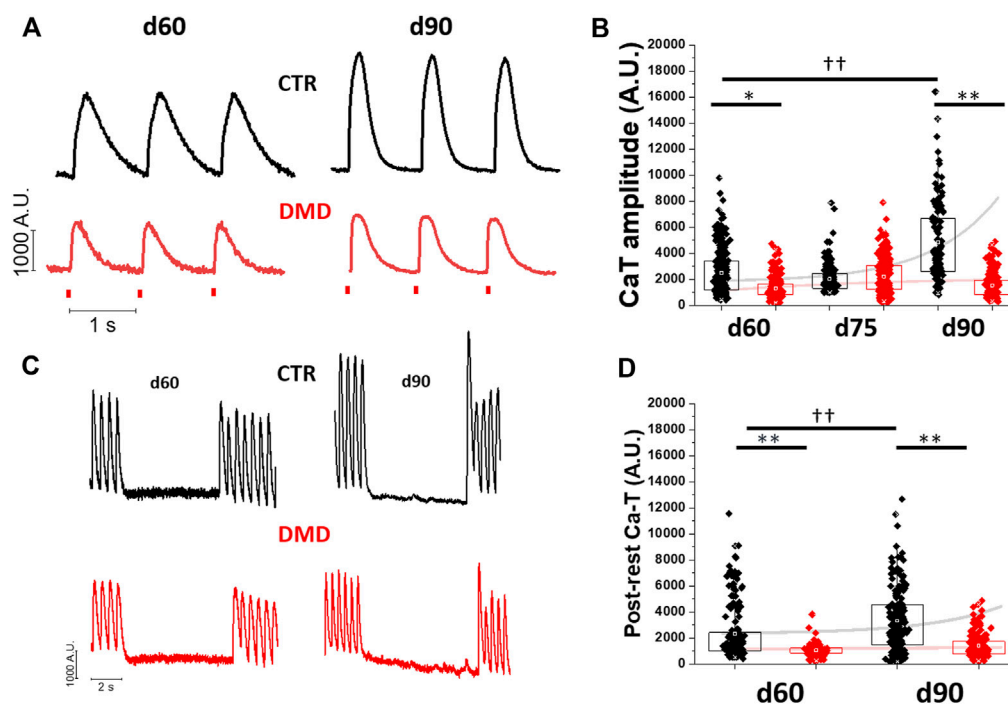 A
d60
d90
CTR
DMD
1000 A.U.
1 s
B
CaT amplitude (A.U.)
20000
18000
16000
14000
12000
10000
8000
6000
4000
2000
0
††
*
**
d60
d75
d90
C
d60
CTR
d90
DMD
1000 A.U.
2 s
D
Post-rest Ca-T (A.U.)
20000
18000
16000
14000
12000
10000
8000
6000
4000
2000
0
††
**
**
d60
d90